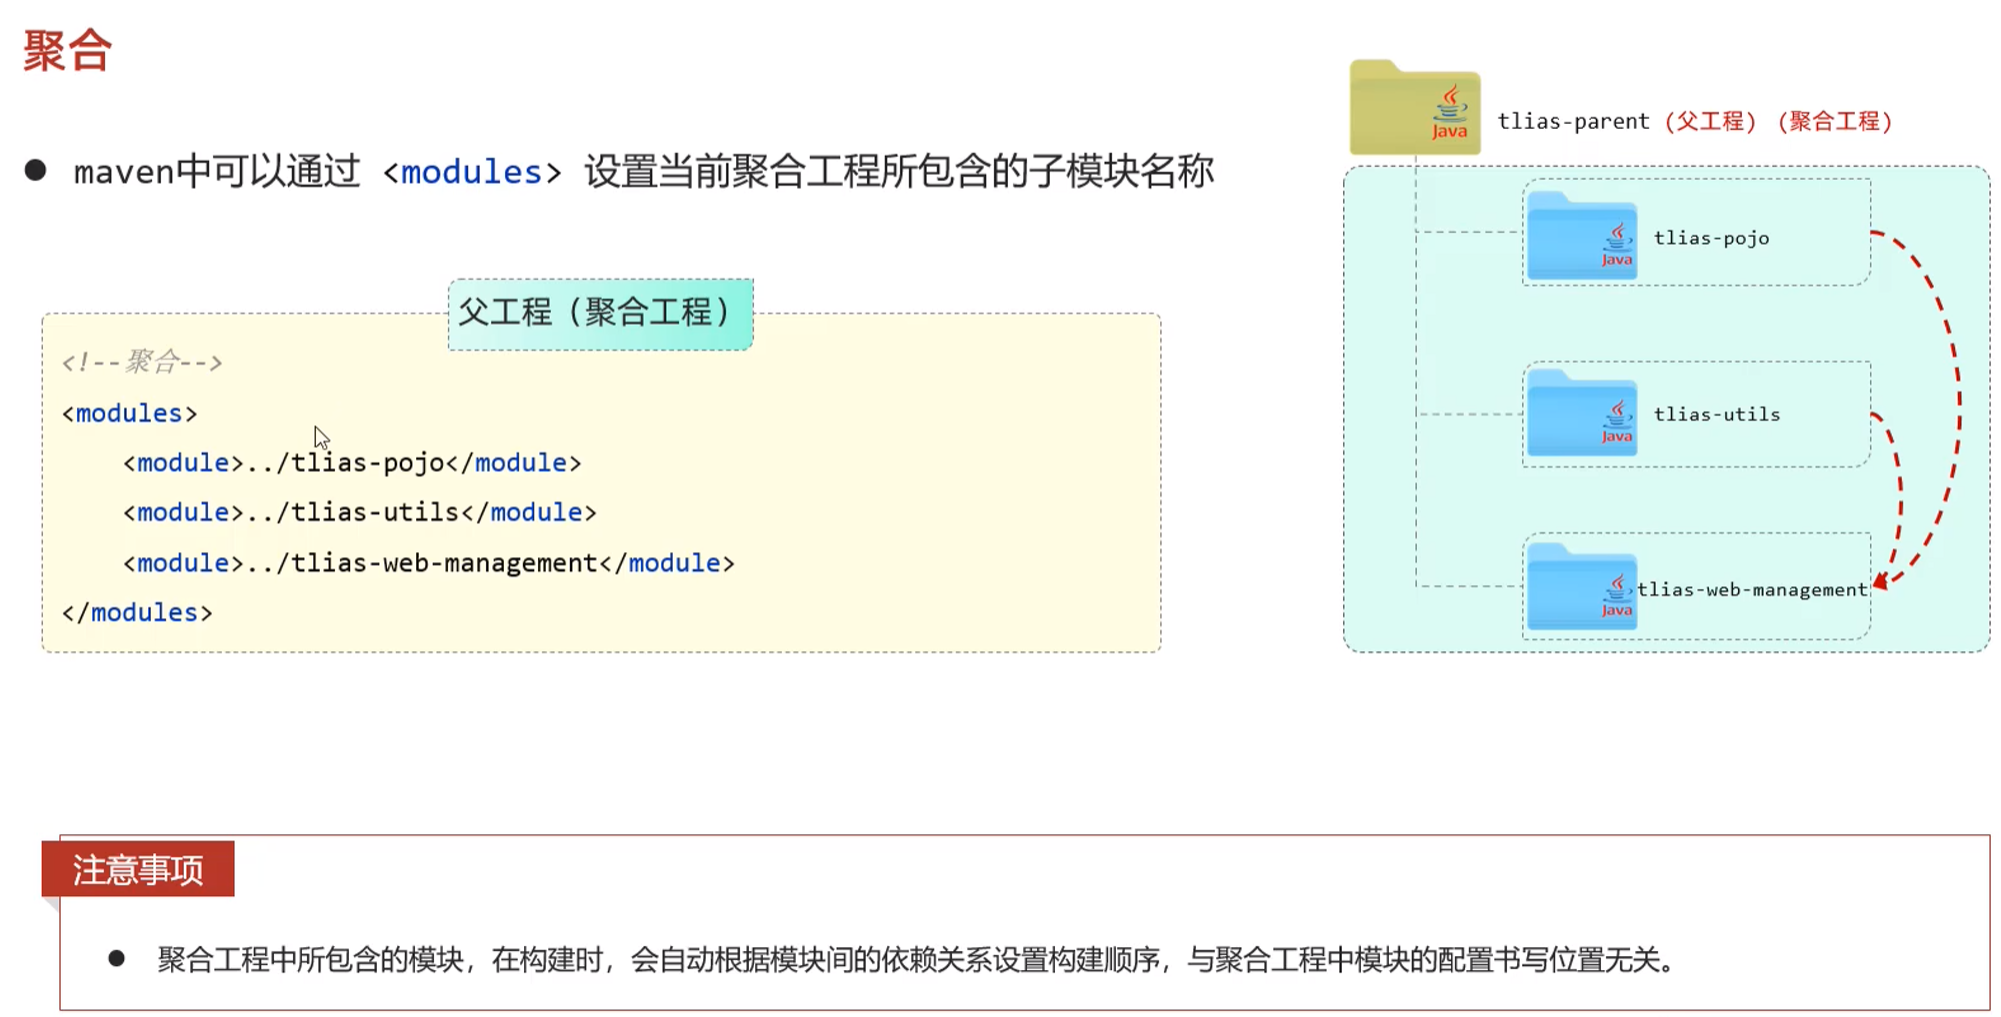 聚合
maven中可以通过 <modules> 设置当前聚合工程所包含的子模块名称
父工程（聚合工程）
<!--聚合-->
<modules>
    <module>../tlias-pojo</module>
    <module>../tlias-utils</module>
    <module>../tlias-web-management</module>
</modules>
Java
tlias-parent（父工程）（聚合工程）
Java
tlias-pojo
Java
tlias-utils
Java
tlias-web-management
注意事项
聚合工程中所包含的模块，在构建时，会自动根据模块间的依赖关系设置构建顺序，与聚合工程中模块的配置书写位置无关。